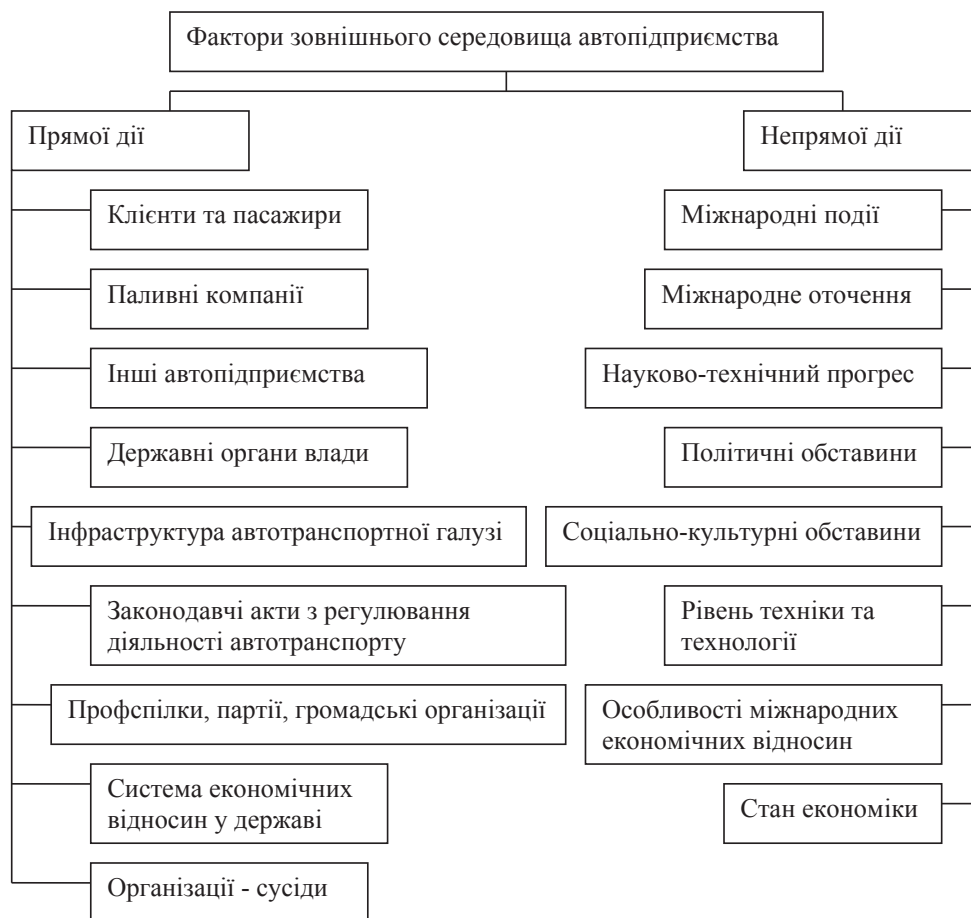 Фактори зовнішнього середовища автопідприємства
Прямої дії
Непрямої дії
Клієнти та пасажири
Міжнародні події
Паливні компанії
Міжнародне оточення
Інші автопідприємства
Науково-технічний прогрес
Державні органи влади
Політичні обставини
Інфраструктура автотранспортної галузі
Соціально-культурні обставини
Законодавчі акти з регулювання
діяльності автотранспорту
Рівень техніки та
технології
Профспілки, партії, громадські організації
Особливості міжнародних
економічних відносин
Система економічних
відносин у державі
Стан економіки
Організації - сусіди